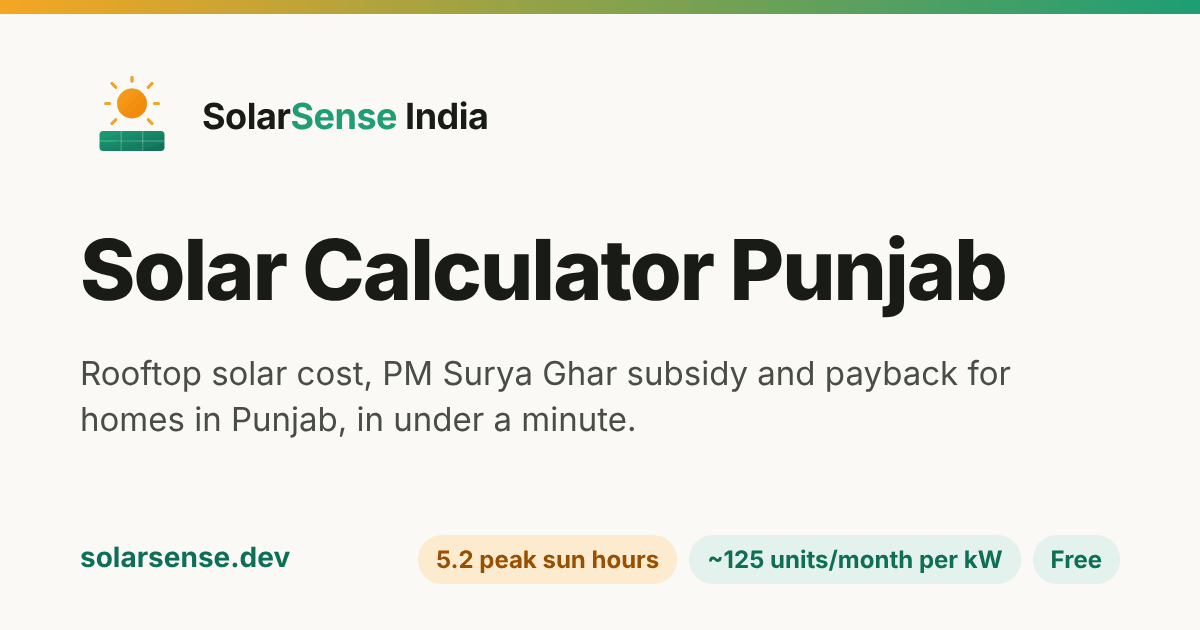 SolarSense India
Solar Calculator Punjab
Rooftop solar cost, PM Surya Ghar subsidy and payback for
homes in Punjab, in under a minute.
solarsense.dev
5.2 peak sun hours
~125 units/month per kW
Free